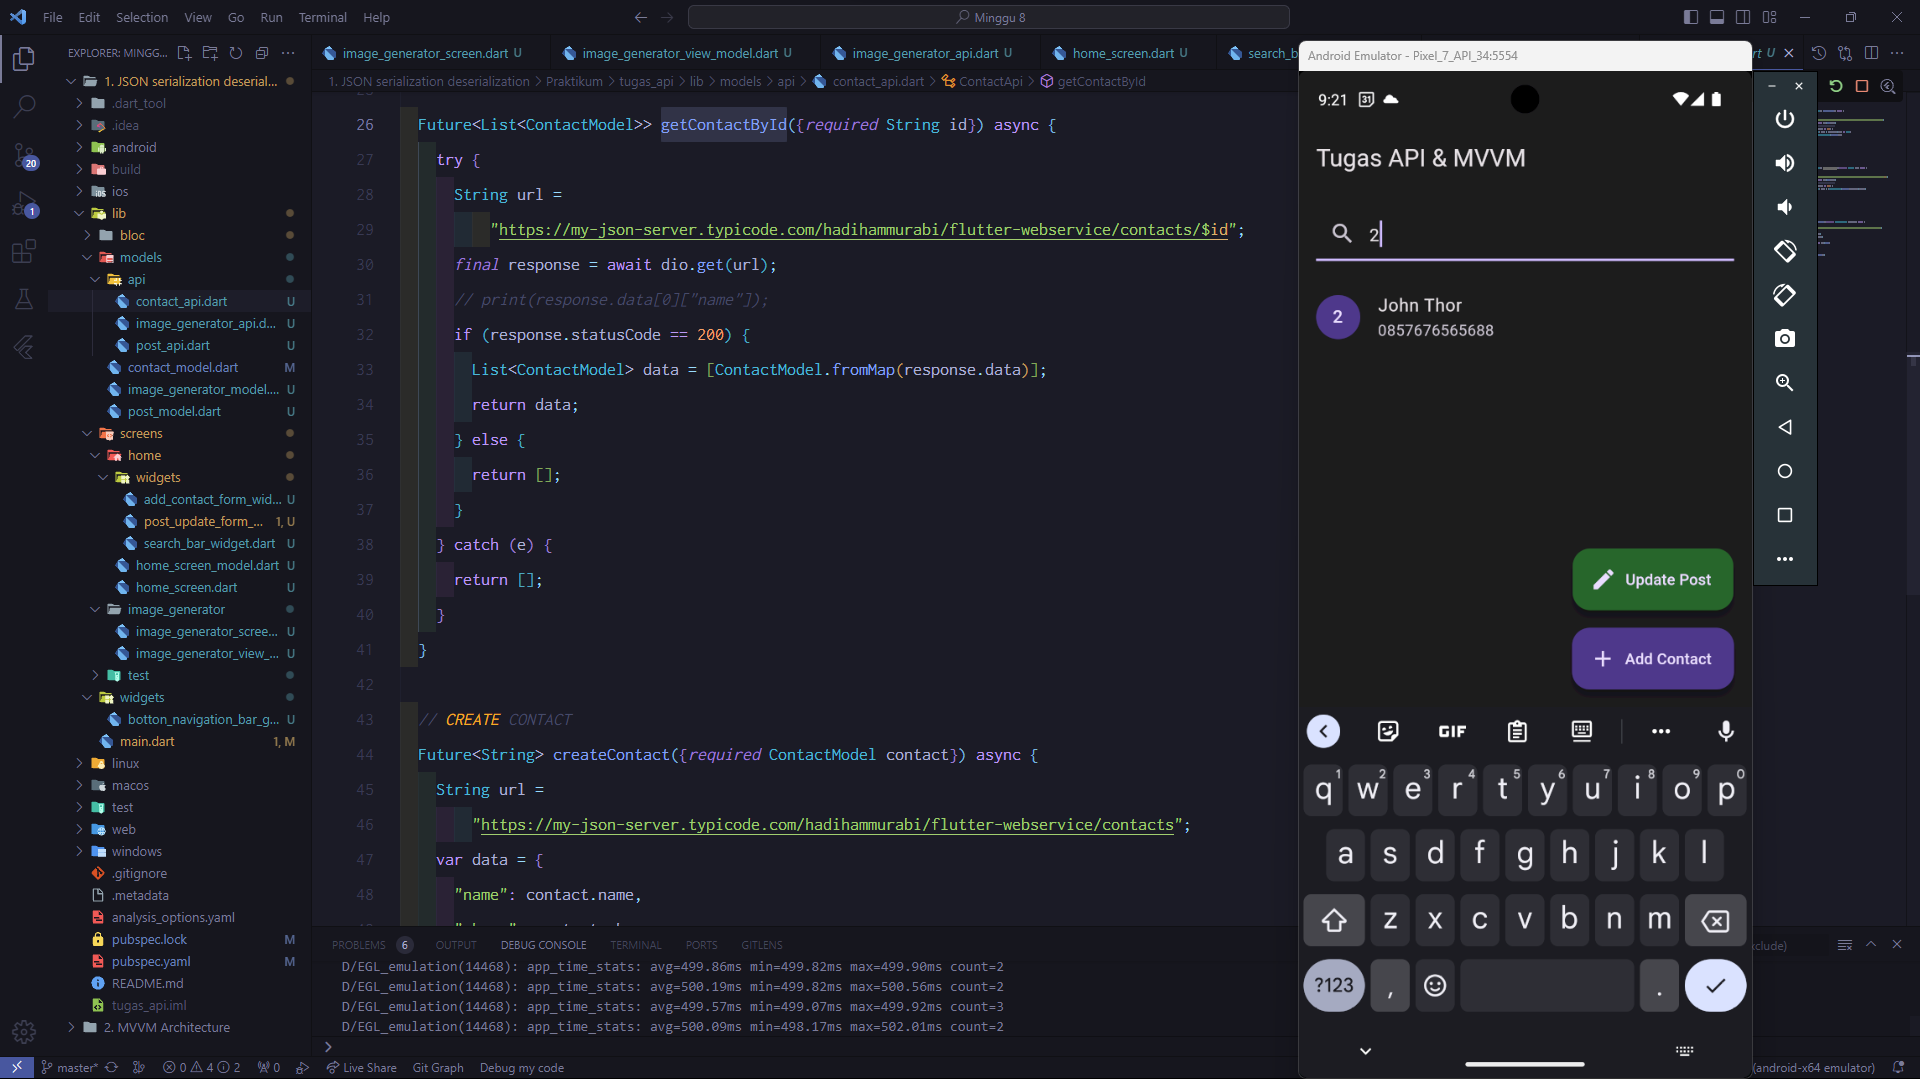 File Edit Selection View Go Run Terminal Help
Minggu 8
EXPLORER: MINGG...
1. JSON serialization deserial...
.dart_tool
.idea
android
build
ios
lib
bloc
models
api
contact_api.dart U
image_generator_api.d... U
post_api.dart U
contact_model.dart M
image_generator_model.... U
post_model.dart U
screens
home
widgets
add_contact_form_wid... U
post_update_form_... 1, U
search_bar_widget.dart U
home_screen_model.dart U
home_screen.dart U
image_generator
image_generator_scree... U
image_generator_view_... U
test
widgets
botton_navigation_bar_g... U
main.dart 1, M
linux
macos
test
web
windows
.gitignore
.metadata
analysis_options.yaml
pubspec.lock M
pubspec.yaml M
README.md
tugas_api.iml
2. MVVM Architecture
20
1
image_generator_screen.dart U image_generator_view_model.dart U image_generator_api.dart U home_screen.dart U search_b
U
1. JSON serialization deserialization > Praktikum > tugas_api > lib > models > api > contact_api.dart > ContactApi > getContactById
26 Future<List<ContactModel>> getContactById({required String id}) async {
27 try {
28 String url =
29 "https://my-json-server.typicode.com/hadihammurabi/flutter-webservice/contacts/$id";
30 final response = await dio.get(url);
31 // print(response.data[0]["name"]);
32 if (response.statusCode == 200) {
33 List<ContactModel> data = [ContactModel.fromMap(response.data)];
34 return data;
35 } else {
36 return [];
37 }
38 } catch (e) {
39 return [];
40 }
41 }
42
43 // CREATE CONTACT
44 Future<String> createContact({required ContactModel contact}) async {
45 String url =
46 "https://my-json-server.typicode.com/hadihammurabi/flutter-webservice/contacts";
47 var data = {
48 "name": contact.name,
PROBLEMS 6 OUTPUT DEBUG CONSOLE TERMINAL PORTS GITLENS
D/EGL_emulation(14468): app_time_stats: avg=499.86ms min=499.82ms max=499.90ms count=2
D/EGL_emulation(14468): app_time_stats: avg=500.19ms min=499.82ms max=500.56ms count=2
D/EGL_emulation(14468): app_time_stats: avg=499.57ms min=499.07ms max=499.92ms count=3
D/EGL_emulation(14468): app_time_stats: avg=500.09ms min=498.17ms max=502.01ms count=2
>
master* 0 4 2 0 Live Share Git Graph Debug my code
(android-x64 emulator)
Android Emulator - Pixel_7_API_34:5554
9:21 31
Tugas API & MVVM
2
2
John Thor
0857676565688
Update Post
+ Add Contact
GIF
q1 w2 e3 r4 t5 y6 u7 i8 o9 p0
a s d f g h j k l
z x c v b n m
?123 , .